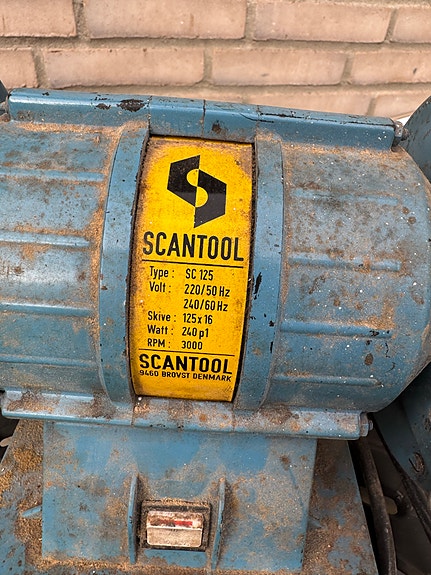 SCANTOOL
Type : SC 125
Volt : 220/50 Hz
240/60 Hz
Skive : 125 x 16
Watt : 240 p1
RPM : 3000
SCANTOOL
9460 BROVST DENMARK